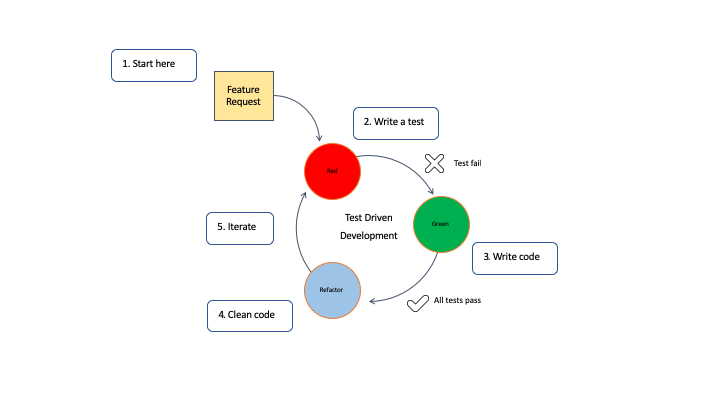 1. Start here
Feature
Request
2. Write a test
Test fail
Red
Test Driven
Development
Green
5. Iterate
3. Write code
Refactor
All tests pass
4. Clean code